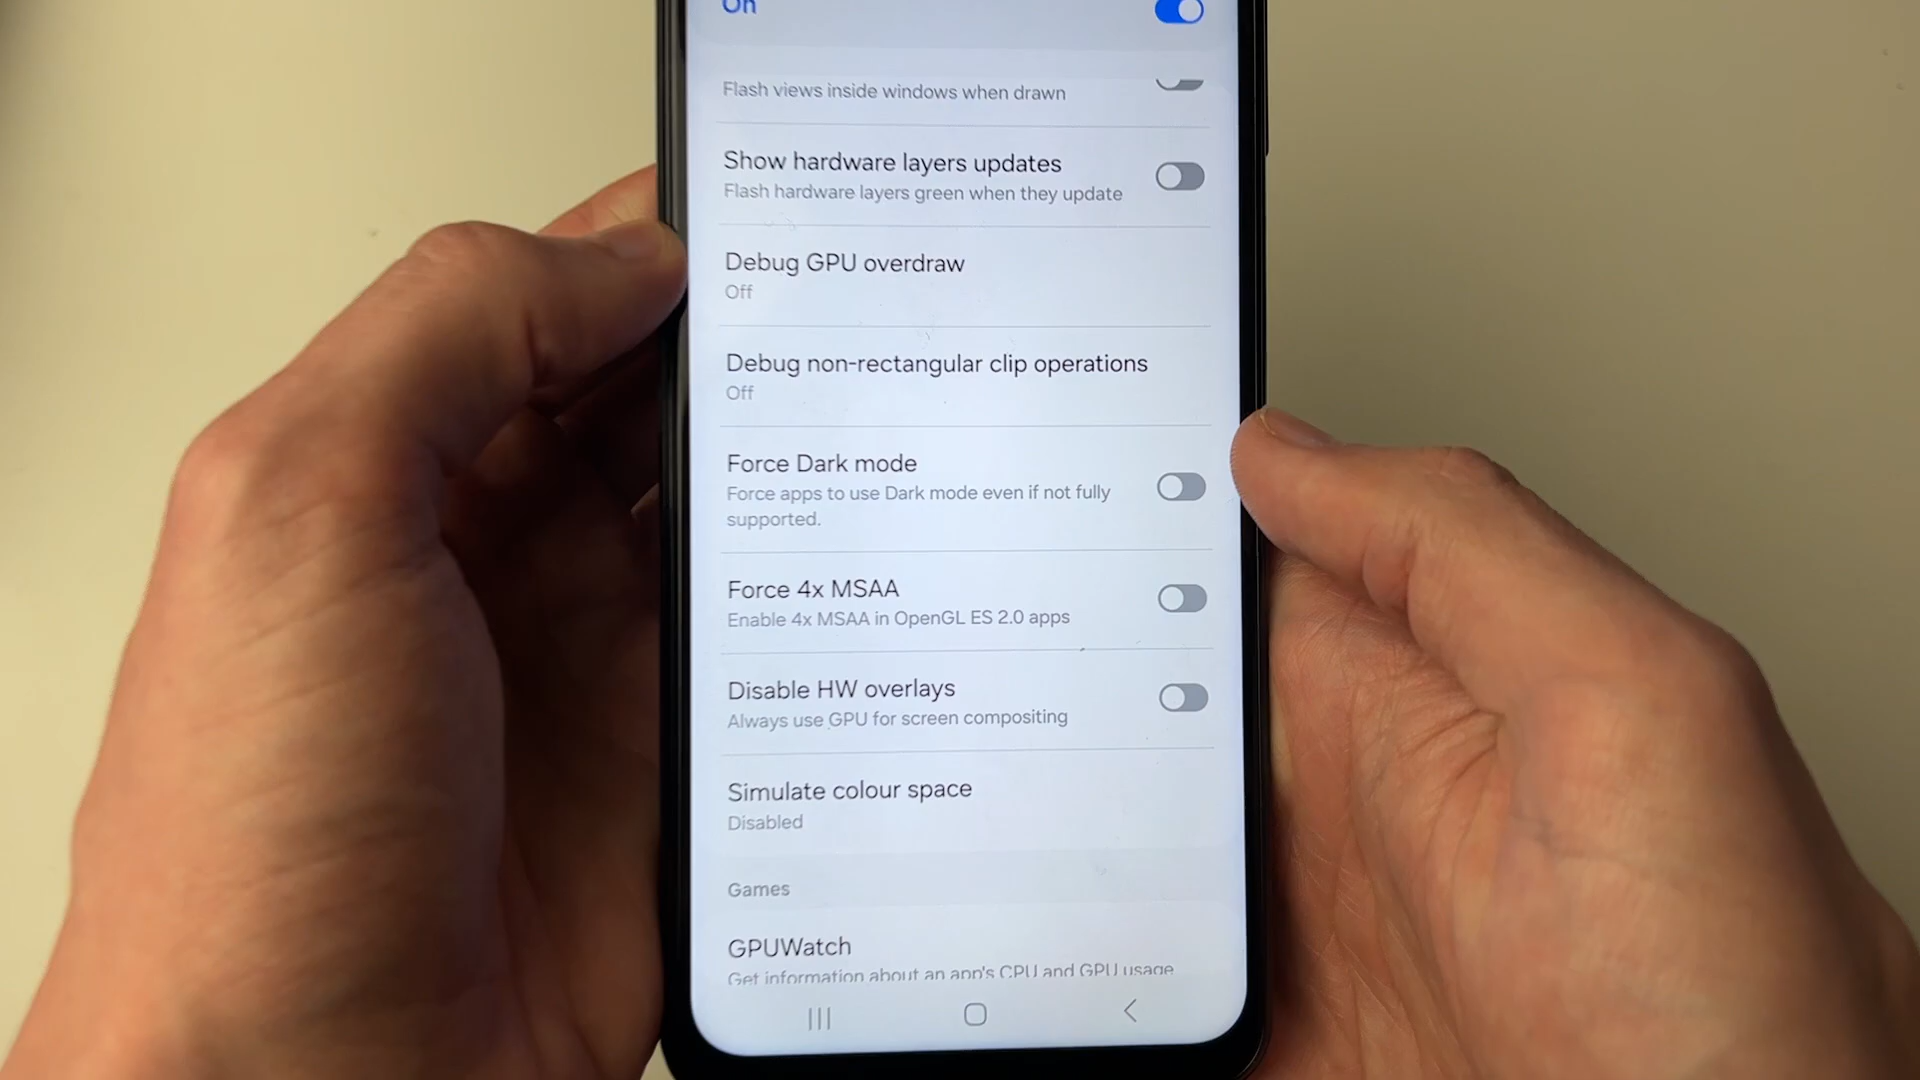 On
Flash views inside windows when drawn
Show hardware layers updates
Flash hardware layers green when they update
Debug GPU overdraw
Off
Debug non-rectangular clip operations
Off
Force Dark mode
Force apps to use Dark mode even if not fully
supported.
Force 4x MSAA
Enable 4x MSAA in OpenGL ES 2.0 apps
Disable HW overlays
Always use GPU for screen compositing
Simulate colour space
Disabled
Games
GPUWatch
Get information about an app's CPU and GPU usage